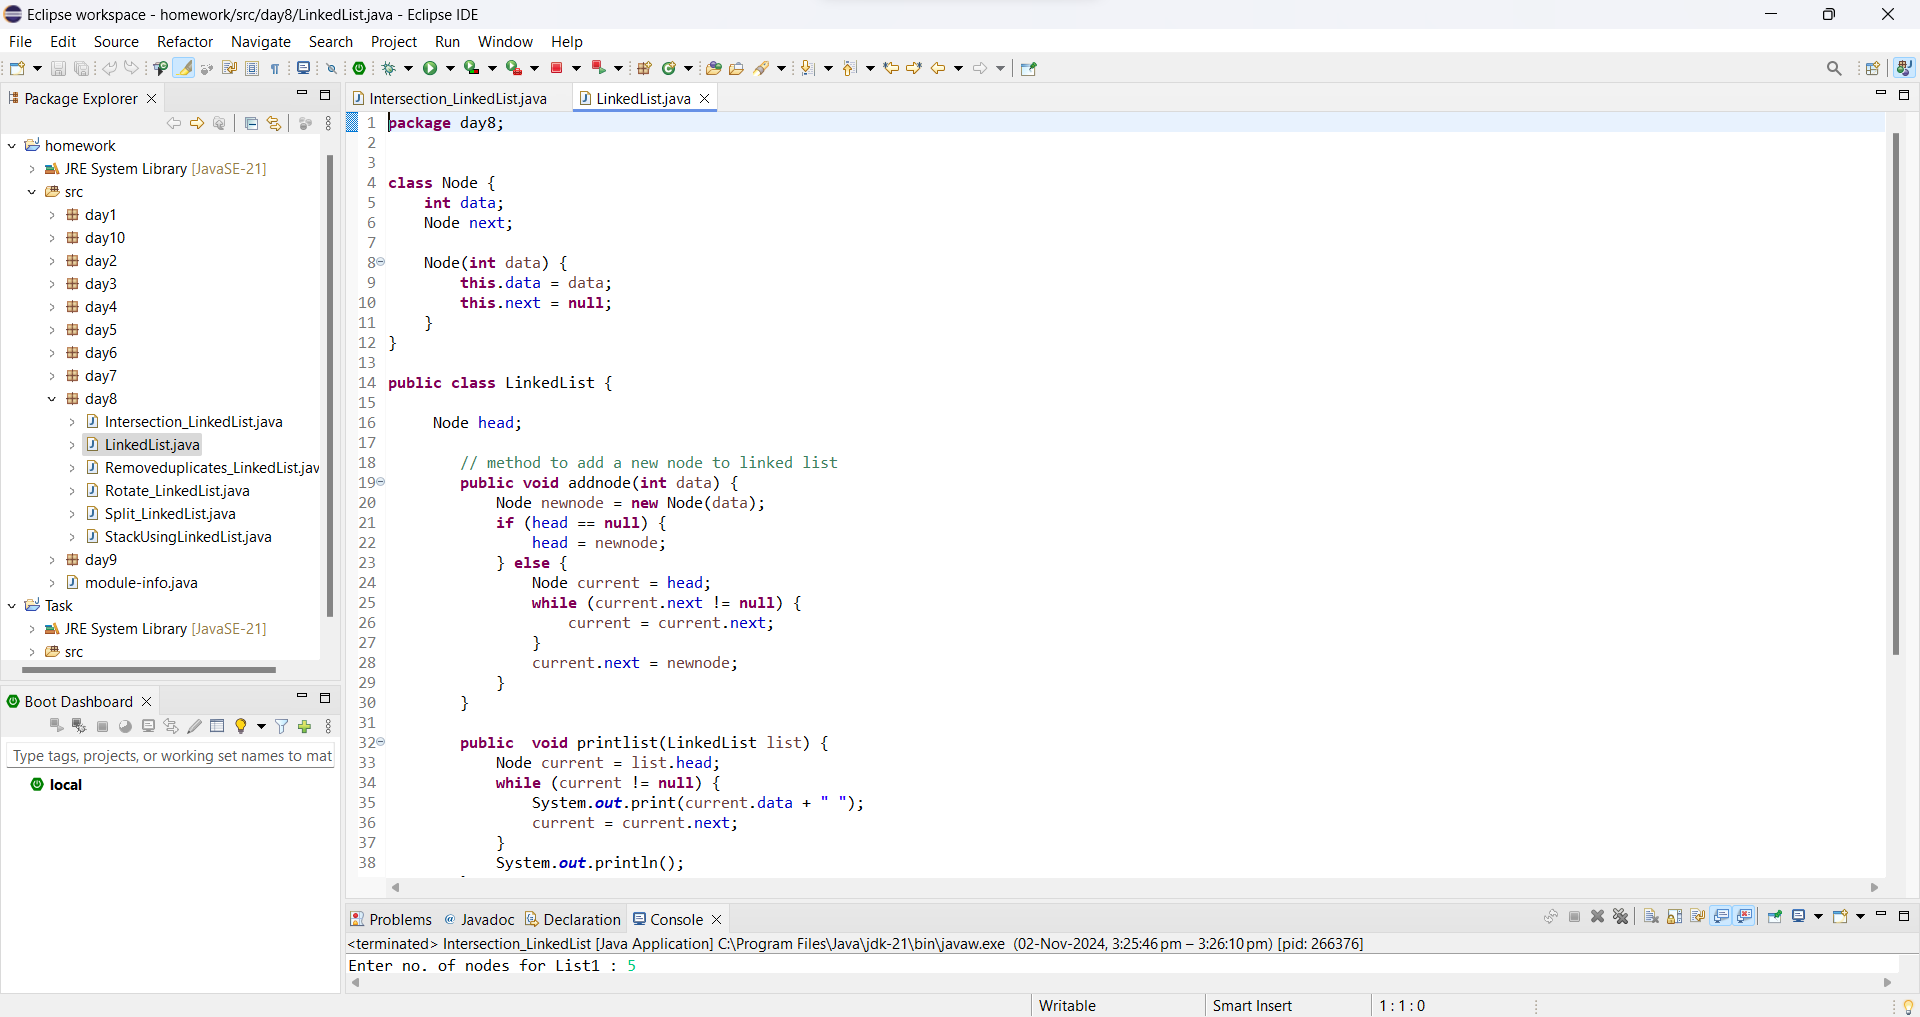 Eclipse workspace - homework/src/day8/LinkedList.java - Eclipse IDE
File Edit Source Refactor Navigate Search Project Run Window Help
Package Explorer
homework
JRE System Library [JavaSE-21]
src
day1
day10
day2
day3
day4
day5
day6
day7
day8
Intersection_LinkedList.java
LinkedList.java
Removeduplicates_LinkedList.jav
Rotate_LinkedList.java
Split_LinkedList.java
StackUsingLinkedList.java
day9
module-info.java
Task
JRE System Library [JavaSE-21]
src
Boot Dashboard
Type tags, projects, or working set names to mat
local
Intersection_LinkedList.java LinkedList.java
1 package day8;
2
3
4 class Node {
5 int data;
6 Node next;
7
8 Node(int data) {
9 this.data = data;
10 this.next = null;
11 }
12 }
13
14 public class LinkedList {
15
16 Node head;
17
18 // method to add a new node to linked list
19 public void addnode(int data) {
20 Node newnode = new Node(data);
21 if (head == null) {
22 head = newnode;
23 } else {
24 Node current = head;
25 while (current.next != null) {
26 current = current.next;
27 }
28 current.next = newnode;
29 }
30 }
31
32 public  void printlist(LinkedList list) {
33 Node current = list.head;
34 while (current != null) {
35 System.out.print(current.data + " ");
36 current = current.next;
37 }
38 System.out.println();
Problems Javadoc Declaration Console
<terminated> Intersection_LinkedList [Java Application] C:\Program Files\Java\jdk-21\bin\javaw.exe (02-Nov-2024, 3:25:46 pm – 3:26:10 pm) [pid: 266376]
Enter no. of nodes for List1 : 5
Writable Smart Insert 1 : 1 : 0